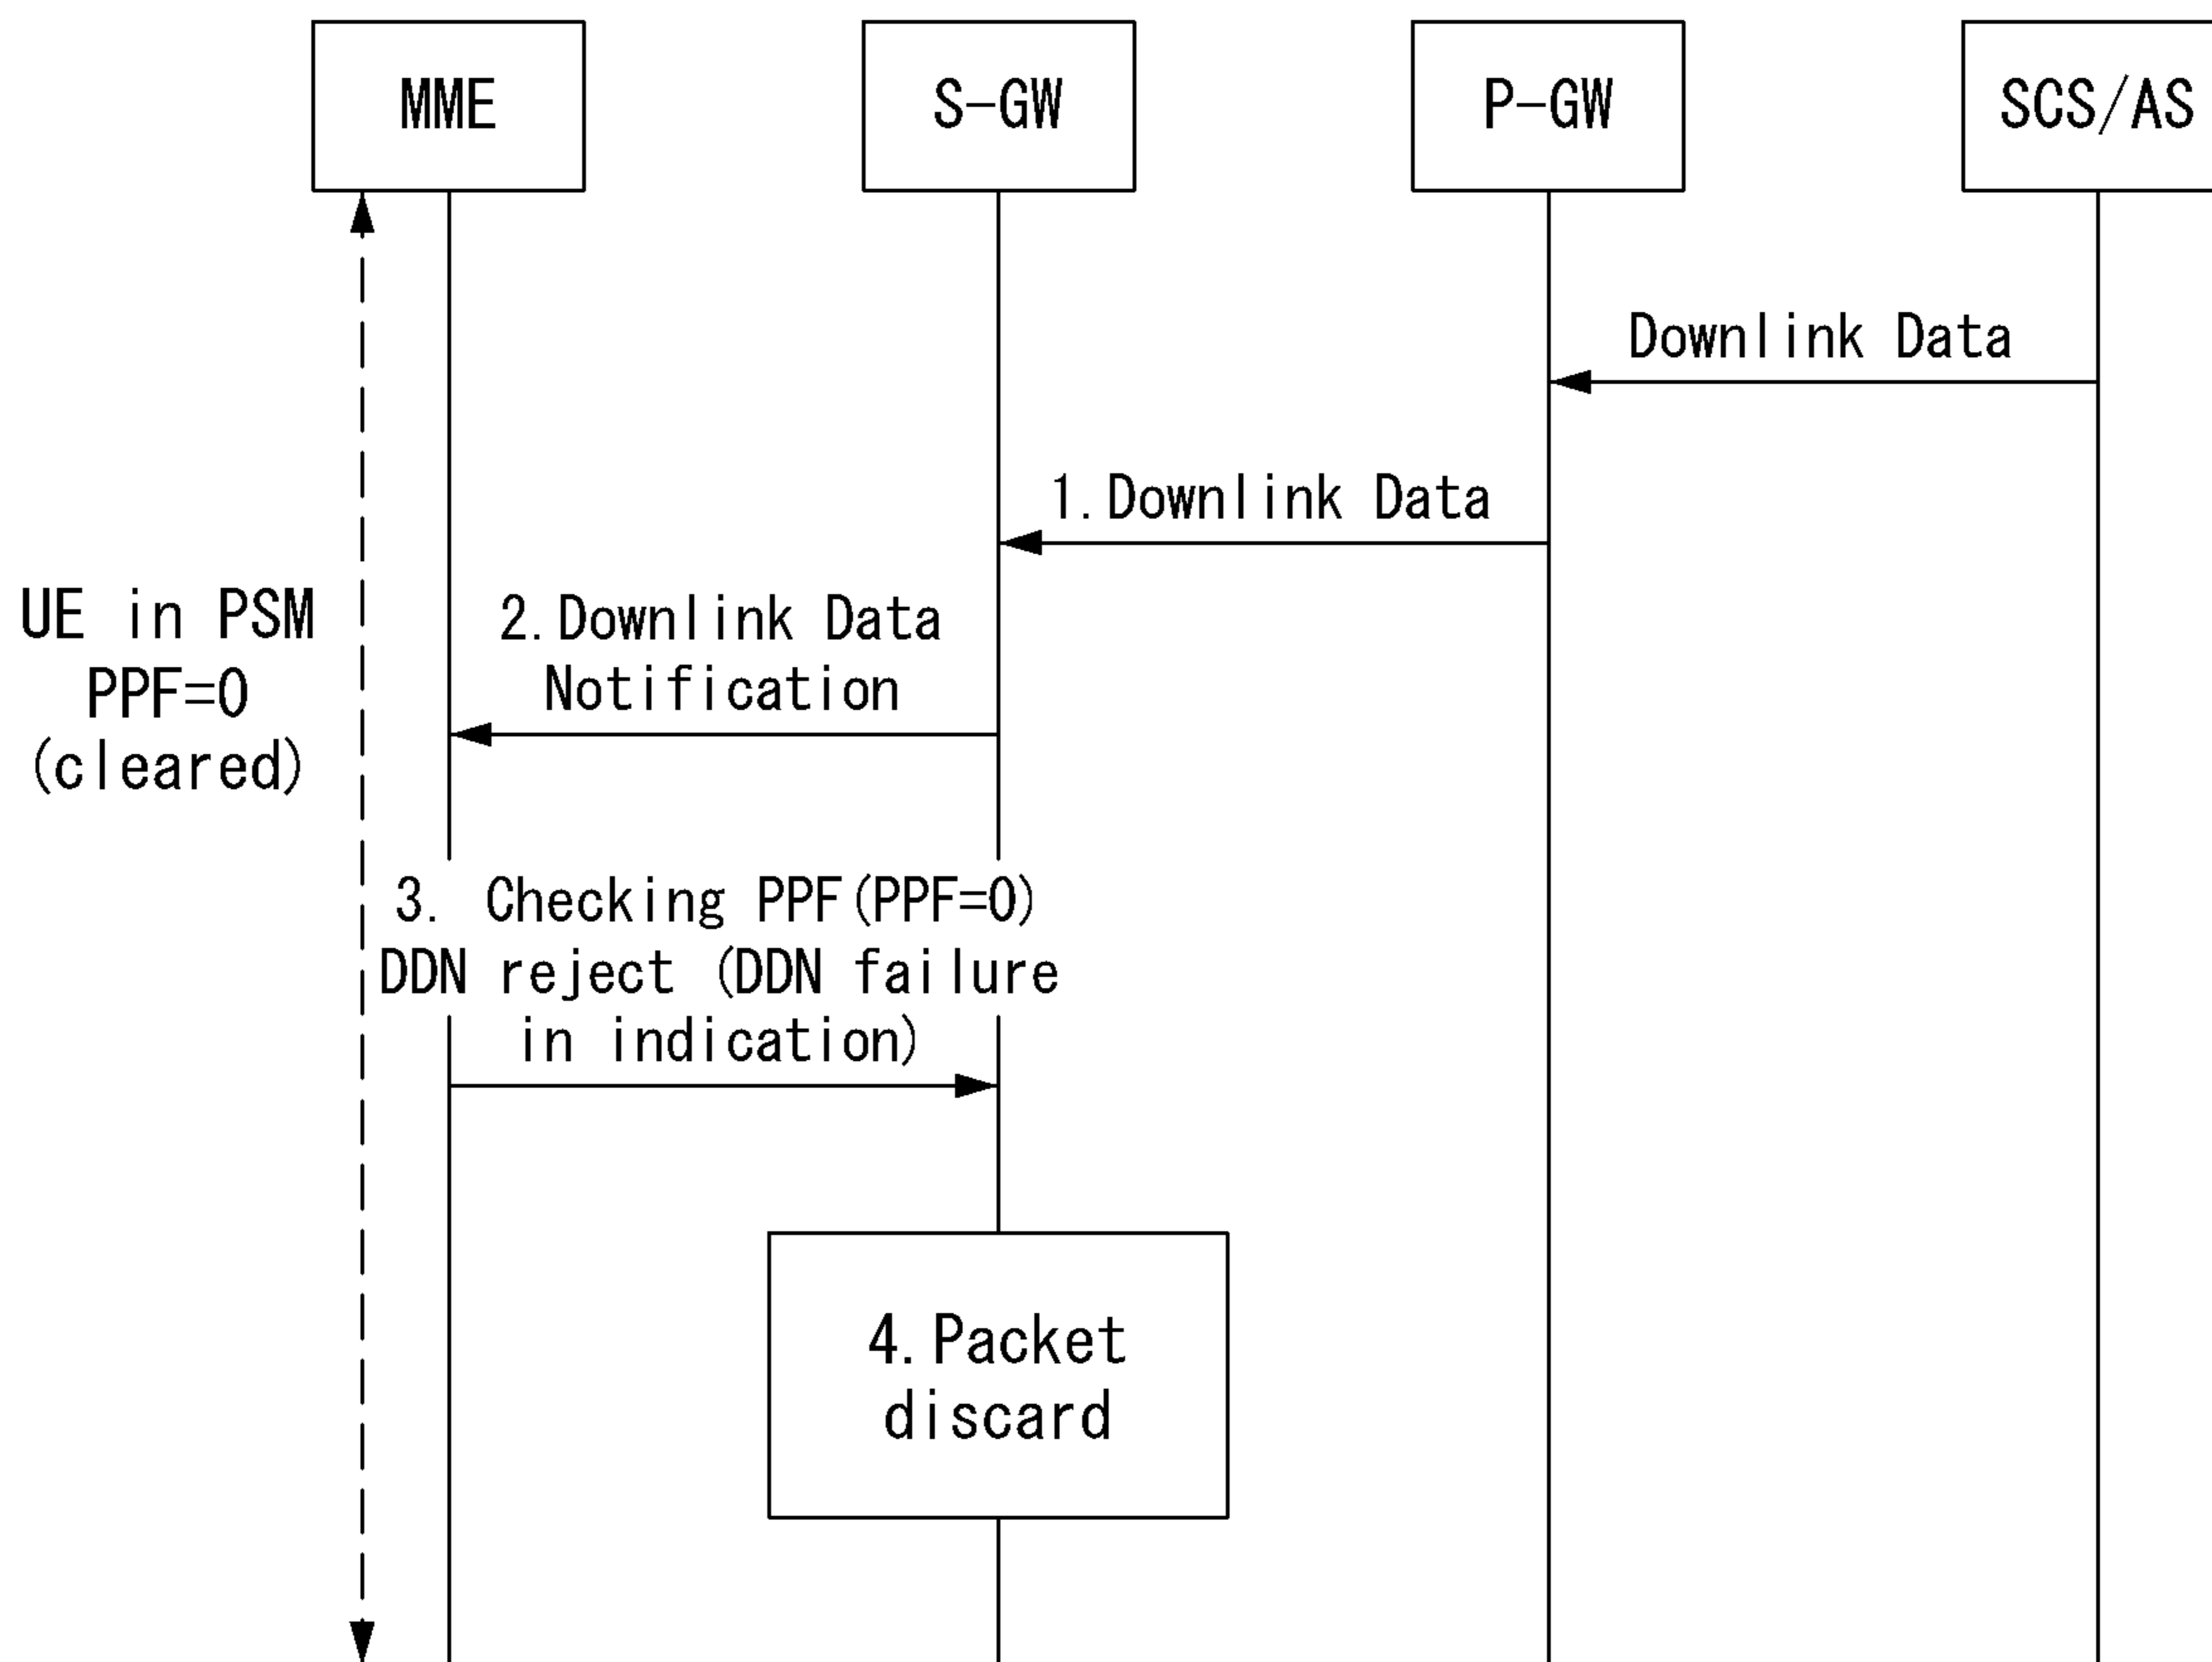 MME
S-GW
P-GW
SCS/AS
Downlink Data
1.Downlink Data
2.Downlink Data
Notification
UE in PSM
PPF=0
(cleared)
3. Checking PPF(PPF=0)
DDN reject (DDN failure
in indication)
4.Packet
discard